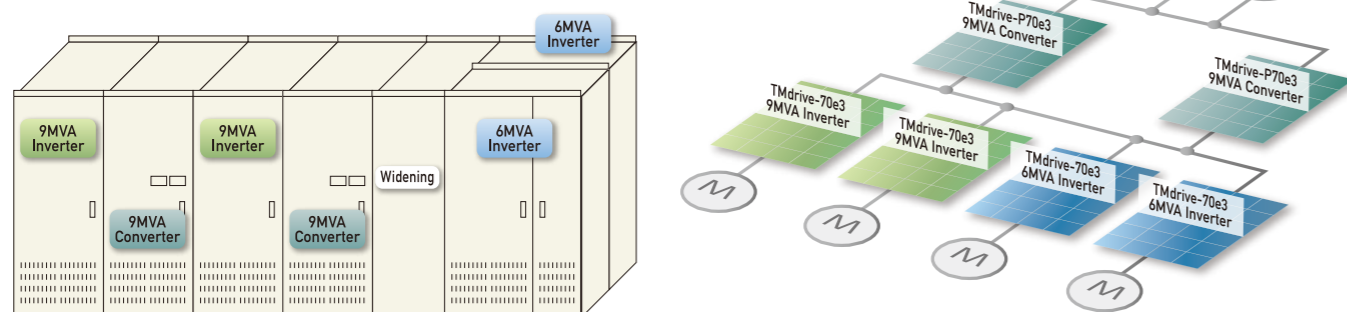 6MVA
Inverter
9MVA
Inverter
9MVA
Inverter
6MVA
Inverter
Widening
9MVA
Converter
9MVA
Converter
TMdrive-P70e3
9MVA Converter
TMdrive-P70e3
9MVA Converter
TMdrive-70e3
9MVA Inverter
TMdrive-70e3
9MVA Inverter
TMdrive-70e3
6MVA Inverter
TMdrive-70e3
6MVA Inverter
M
M
M
M